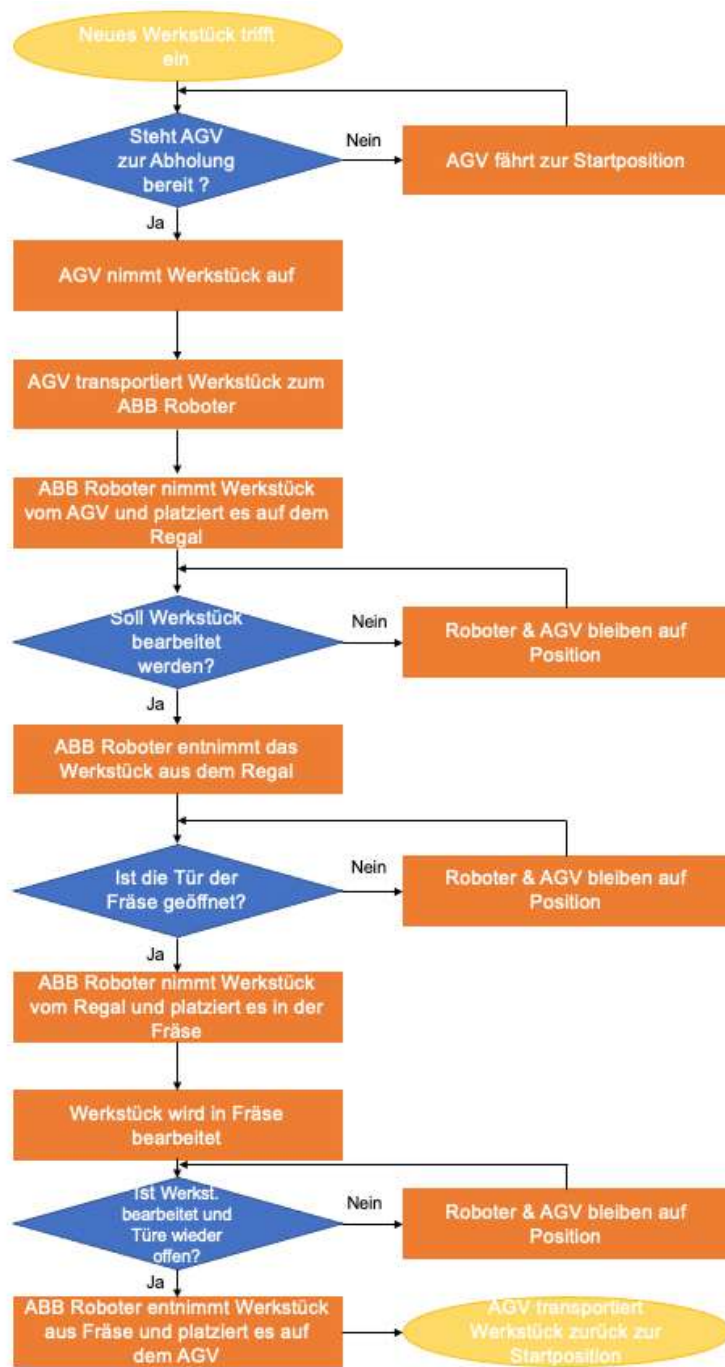 Neues Werkstück trifft
ein
Steht AGV
zur Abholung
bereit ?
Nein
AGV fährt zur Startposition
Ja
AGV nimmt Werkstück auf
AGV transportiert Werkstück zum
ABB Roboter
ABB Roboter nimmt Werkstück
vom AGV und platziert es auf dem
Regal
Soll Werkstück
bearbeitet
werden?
Nein
Roboter & AGV bleiben auf
Position
Ja
ABB Roboter entnimmt das
Werkstück aus dem Regal
Ist die Tür der
Fräse geöffnet?
Nein
Roboter & AGV bleiben auf
Position
Ja
ABB Roboter nimmt Werkstück
vom Regal und platziert es in der
Fräse
Werkstück wird in Fräse
bearbeitet
Ist Werkst.
bearbeitet und
Türe wieder
offen?
Nein
Roboter & AGV bleiben auf
Position
Ja
ABB Roboter entnimmt Werkstück
aus Fräse und platziert es auf
dem AGV
AGV transportiert
Werkstück zurück zur
Startposition